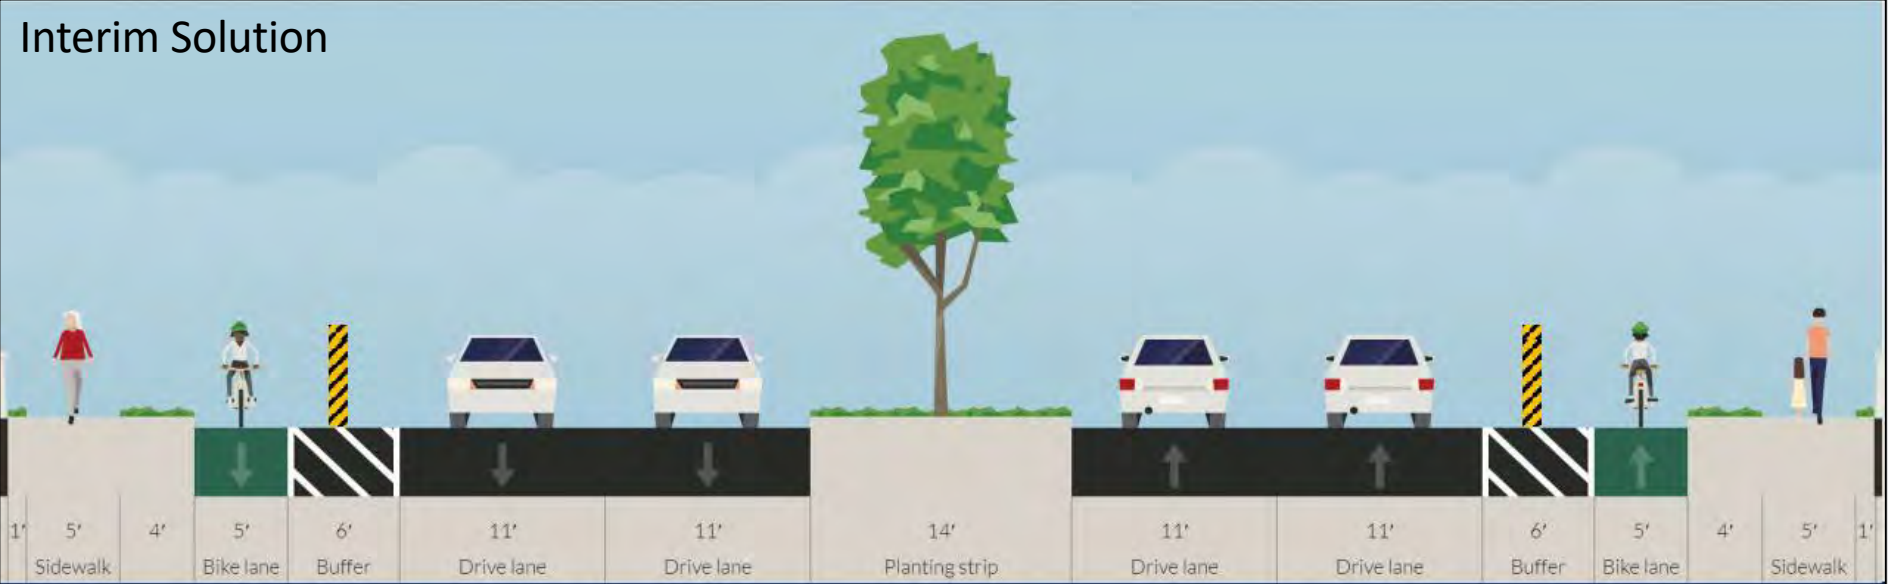 Interim Solution
1' 5' 4' 5' 6' 11' 11' 14' 11' 11' 6' 5' 4' 5' 1'
Sidewalk Bike lane Buffer Drive lane Drive lane Planting strip Drive lane Drive lane Buffer Bike lane Sidewalk